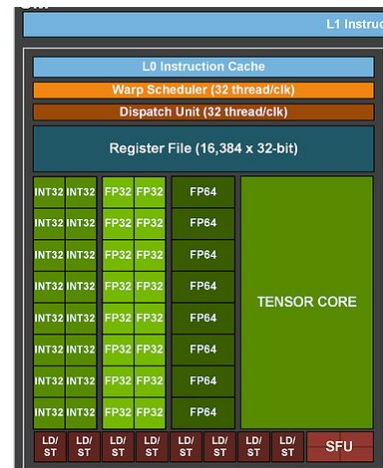 L1 Instruc
L0 Instruction Cache
Warp Scheduler (32 thread/clk)
Dispatch Unit (32 thread/clk)
Register File (16,384 x 32-bit)
INT32 INT32 FP32 FP32 FP64
INT32 INT32 FP32 FP32 FP64
INT32 INT32 FP32 FP32 FP64
INT32 INT32 FP32 FP32 FP64
TENSOR CORE
INT32 INT32 FP32 FP32 FP64
INT32 INT32 FP32 FP32 FP64
INT32 INT32 FP32 FP32 FP64
INT32 INT32 FP32 FP32 FP64
LD/ LD/ LD/ LD/ LD/ LD/ LD/ LD/
ST ST ST ST ST ST ST ST
SFU